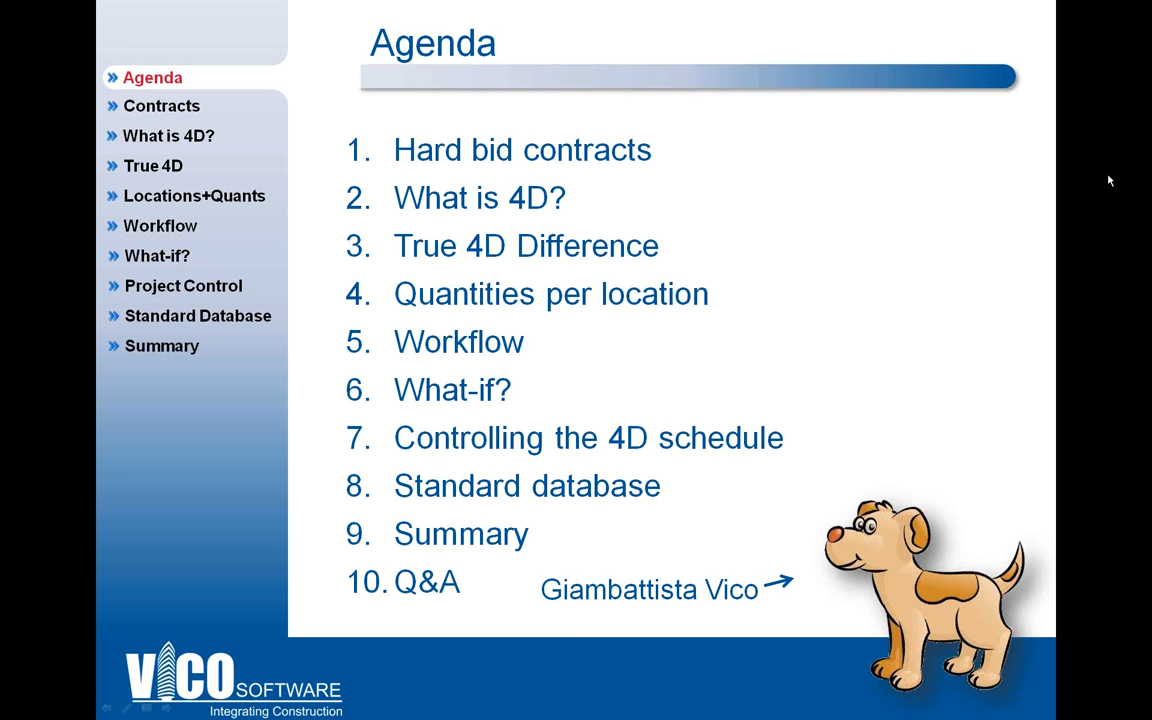 Agenda
Agenda
Contracts
What is 4D?
True 4D
Locations+Quants
Workflow
What-if?
Project Control
Standard Database
Summary
1. Hard bid contracts
2. What is 4D?
3. True 4D Difference
4. Quantities per location
5. Workflow
6. What-if?
7. Controlling the 4D schedule
8. Standard database
9. Summary
10. Q&A
Giambattista Vico
VICO SOFTWARE
Integrating Construction